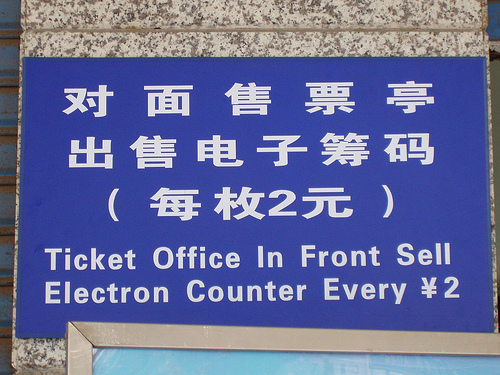 对面售票亭
出售电子筹码
(每枚2元)
Ticket Office In Front Sell
Electron Counter Every ¥2